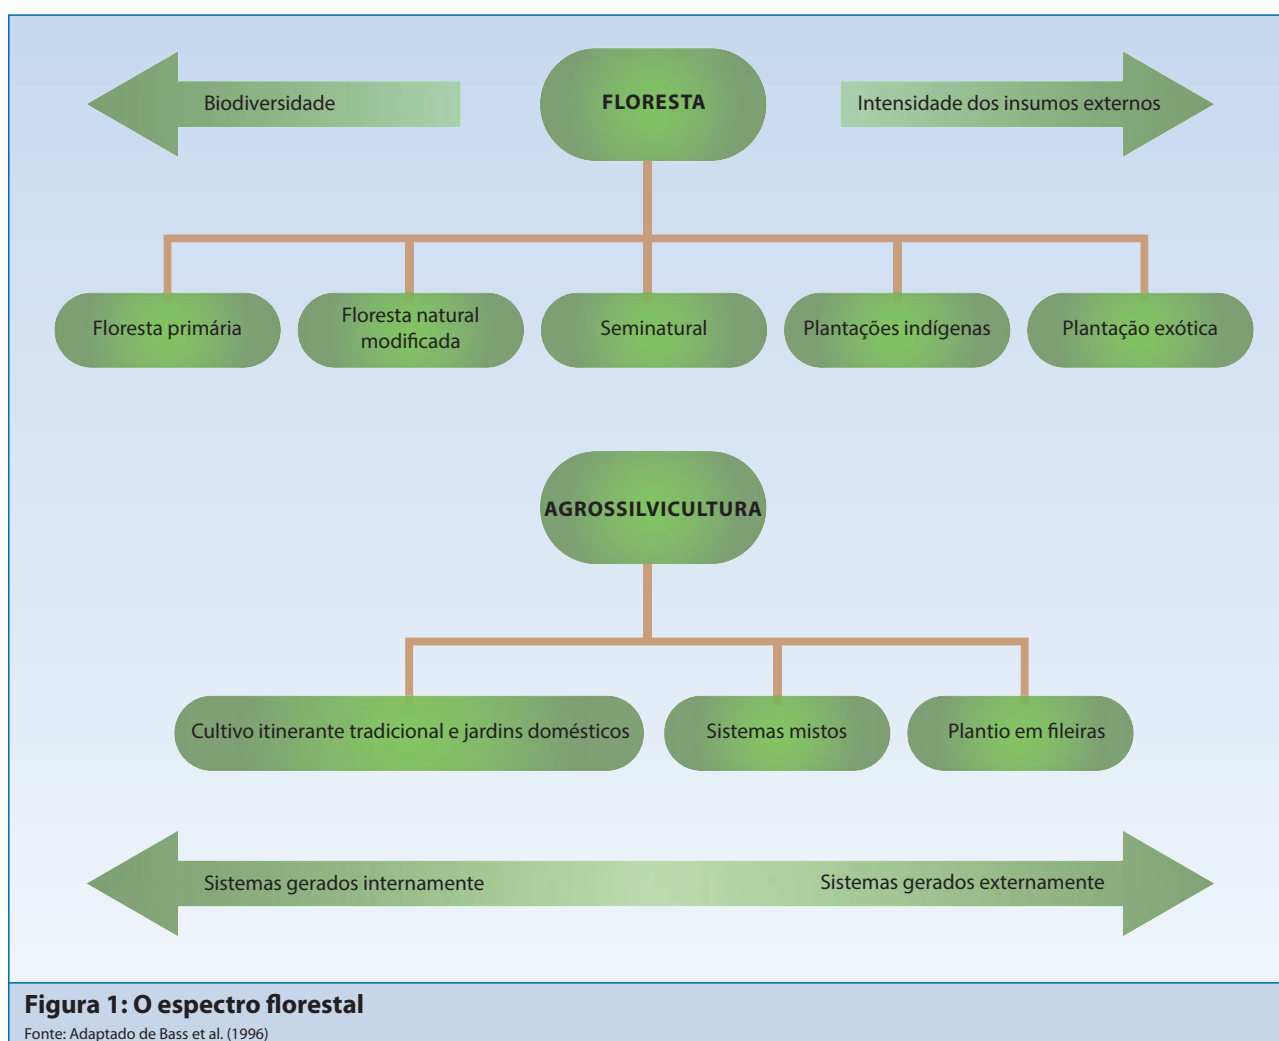 Biodiversidade
FLORESTA
Intensidade dos insumos externos
Floresta primária
Floresta natural
modificada
Seminatural
Plantações indígenas
Plantação exótica
AGROSSILVICULTURA
Cultivo itinerante tradicional e jardins domésticos
Sistemas mistos
Plantio em fileiras
Sistemas gerados internamente
Sistemas gerados externamente
Figura 1: O espectro florestal
Fonte: Adaptado de Bass et al. (1996)